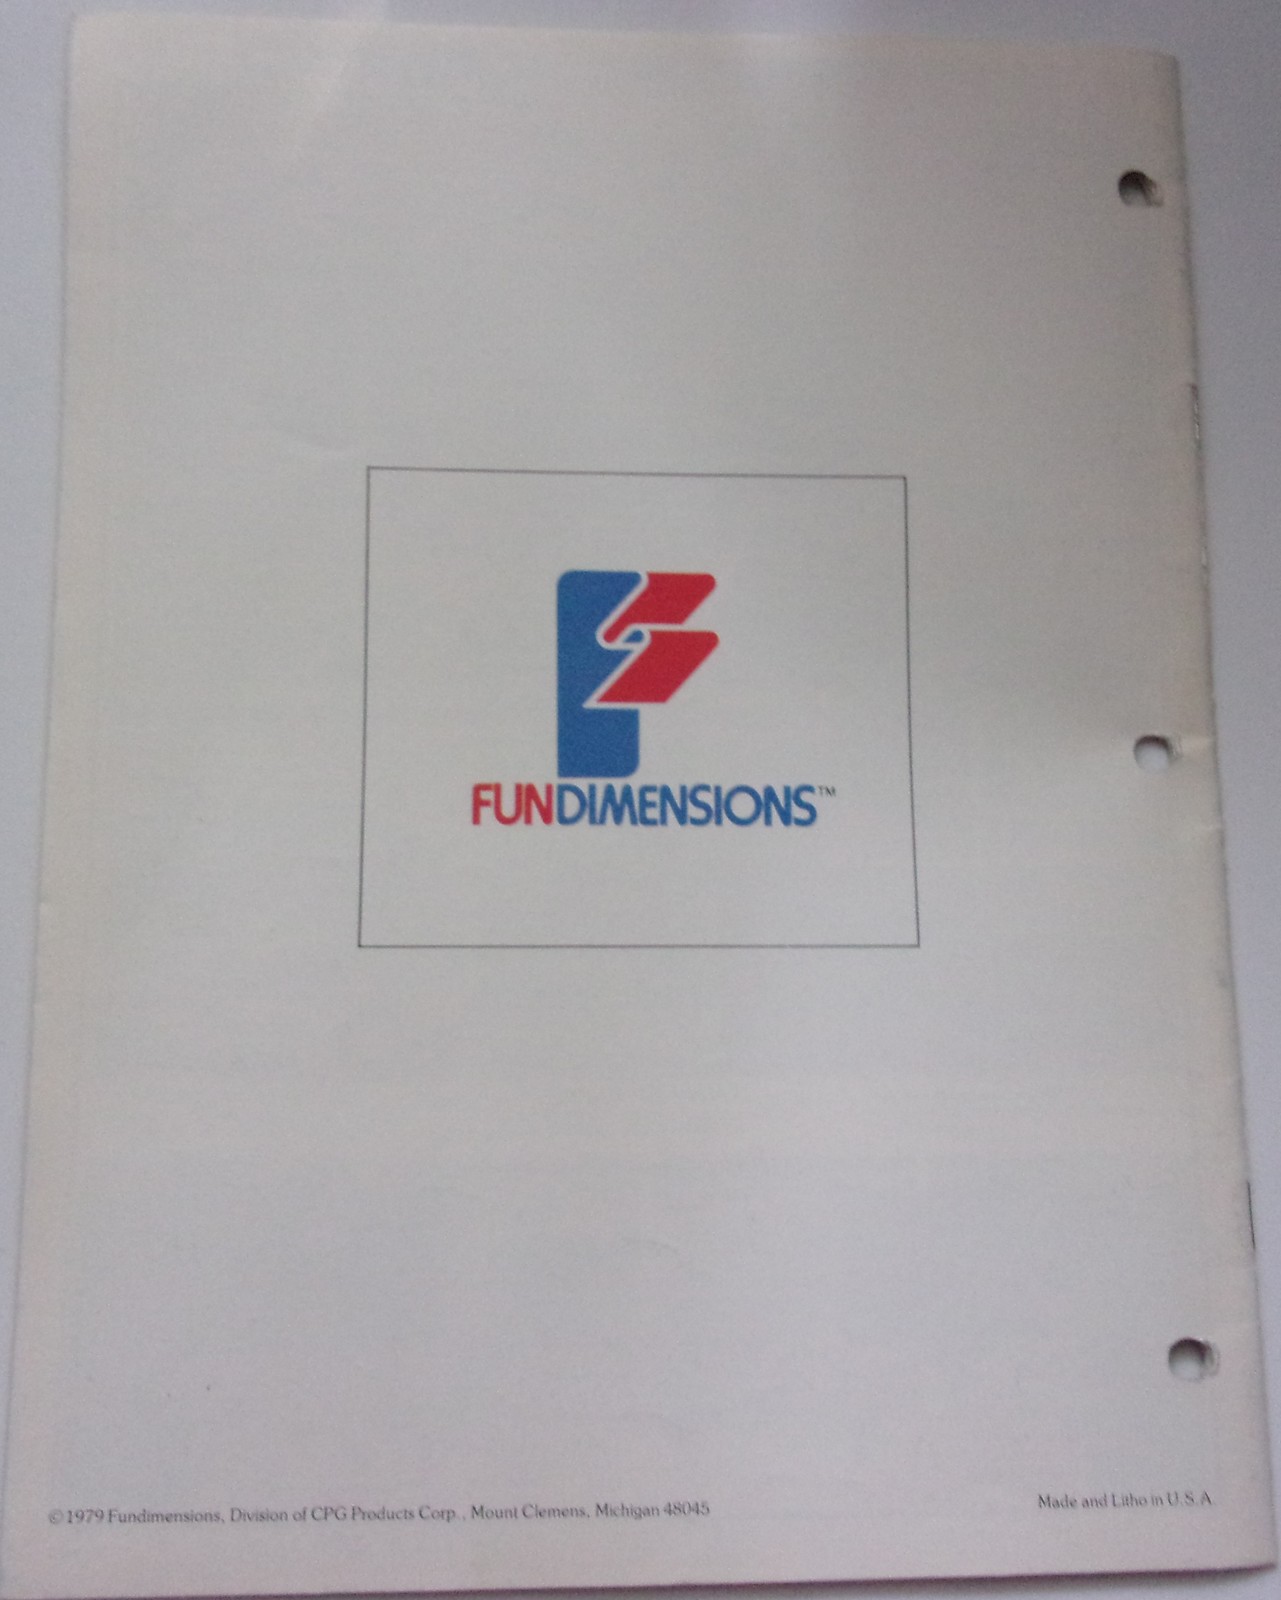 FUNDIMENSIONS™
©1979 Fundimensions, Division of CPG Products Corp., Mount Clemens, Michigan 48045
Made and Litho in U.S.A.